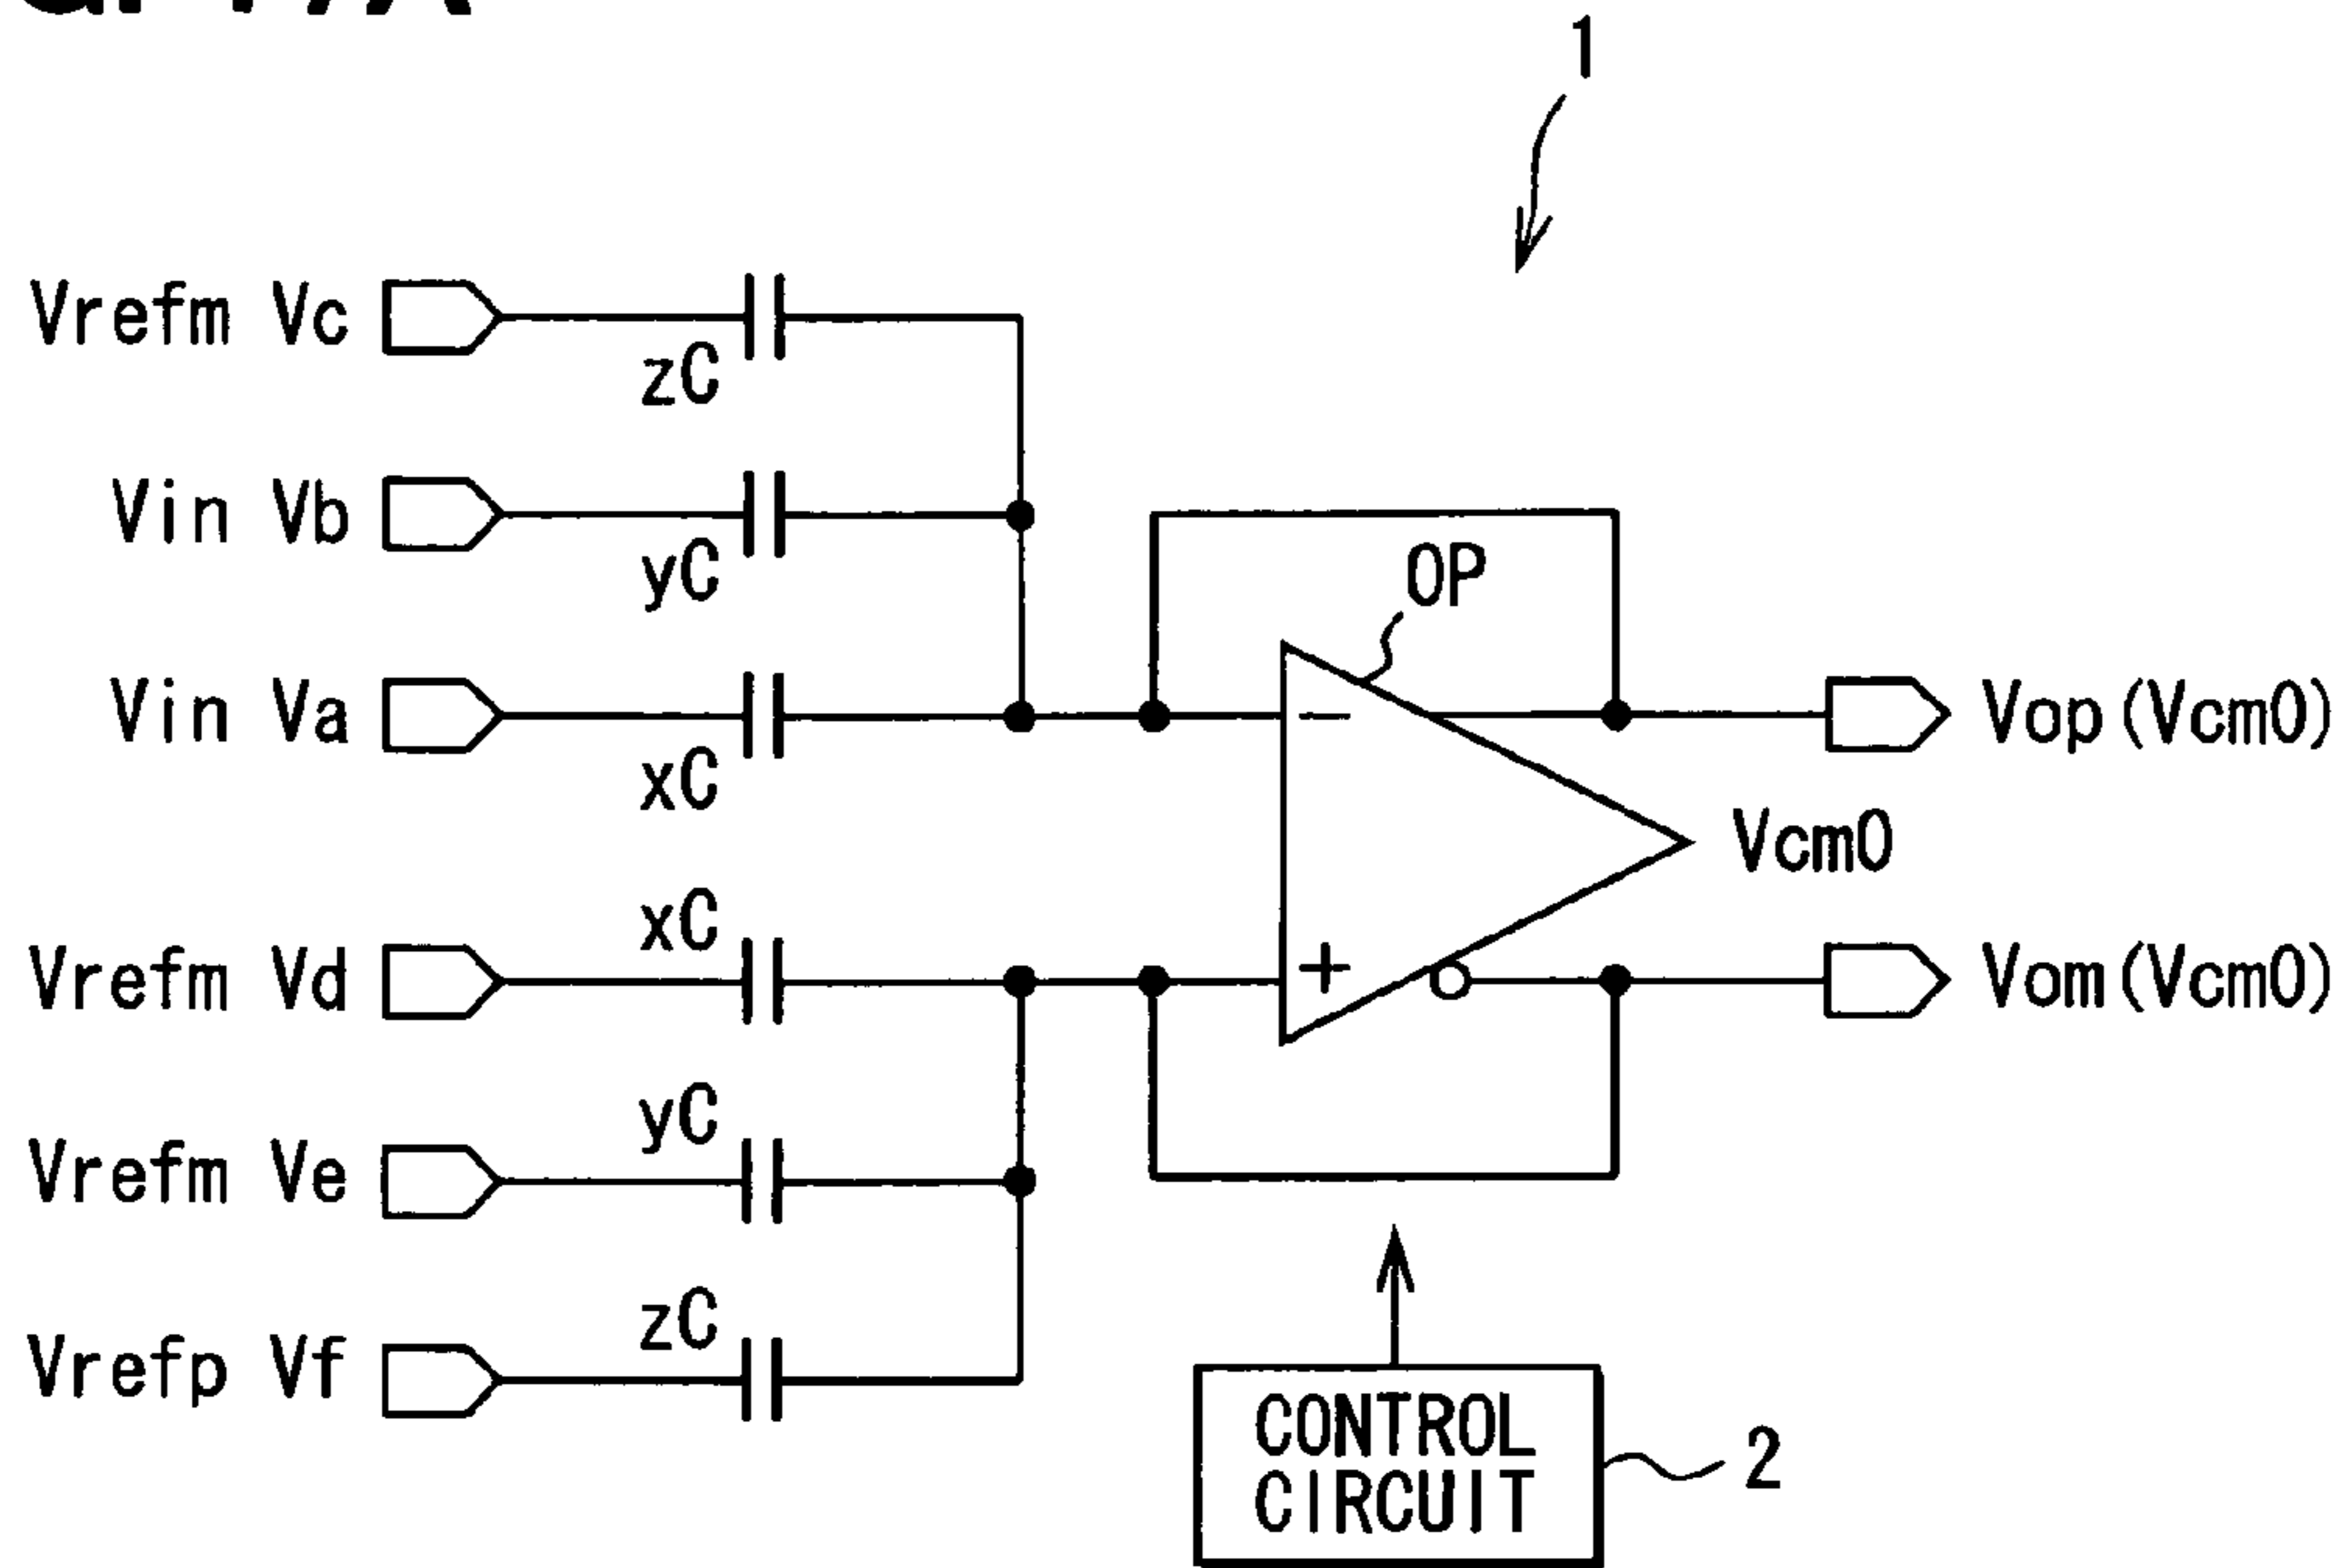 1
Vrefm Vc
zC
Vin Vb
yC
OP
Vin Va
xC
−
Vop (Vcm0)
Vcm0
xC
Vrefm Vd
+
Vom (Vcm0)
yC
Vrefm Ve
zC
Vrefp Vf
CONTROL
CIRCUIT
2